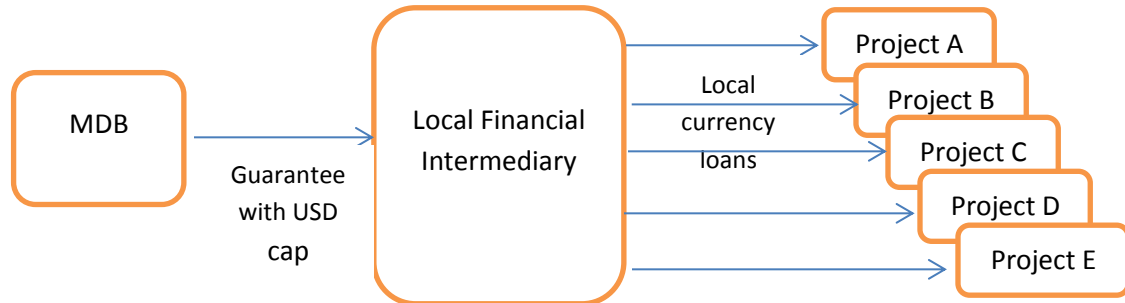 MDB
Guarantee
with USD
cap
Local Financial
Intermediary
Local
currency
loans
Project A
Project B
Project C
Project D
Project E